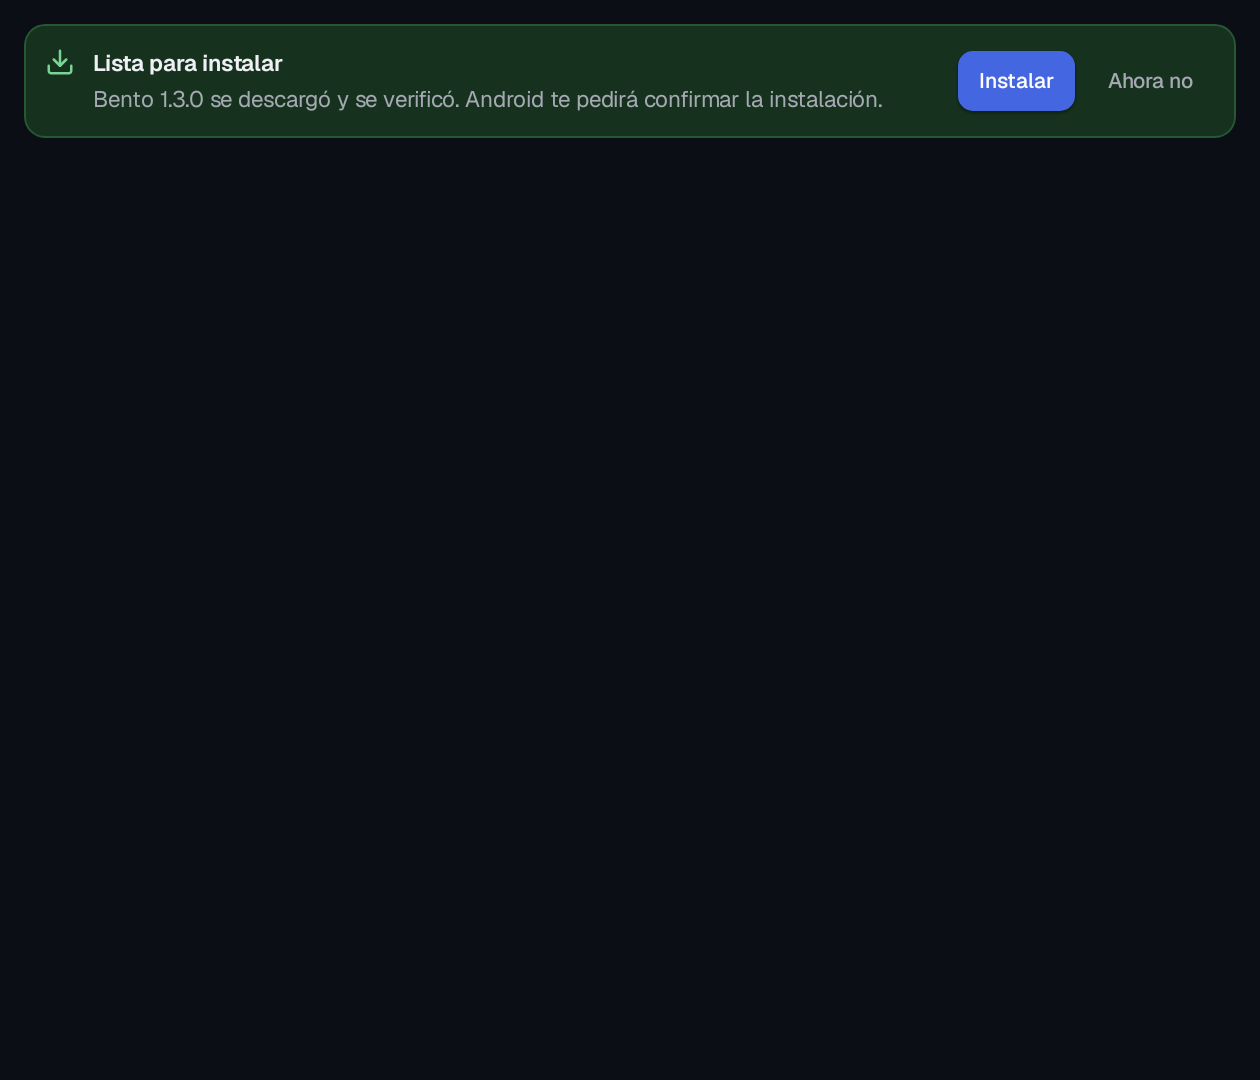 Lista para instalar
Bento 1.3.0 se descargó y se verificó. Android te pedirá confirmar la instalación.
Instalar
Ahora no